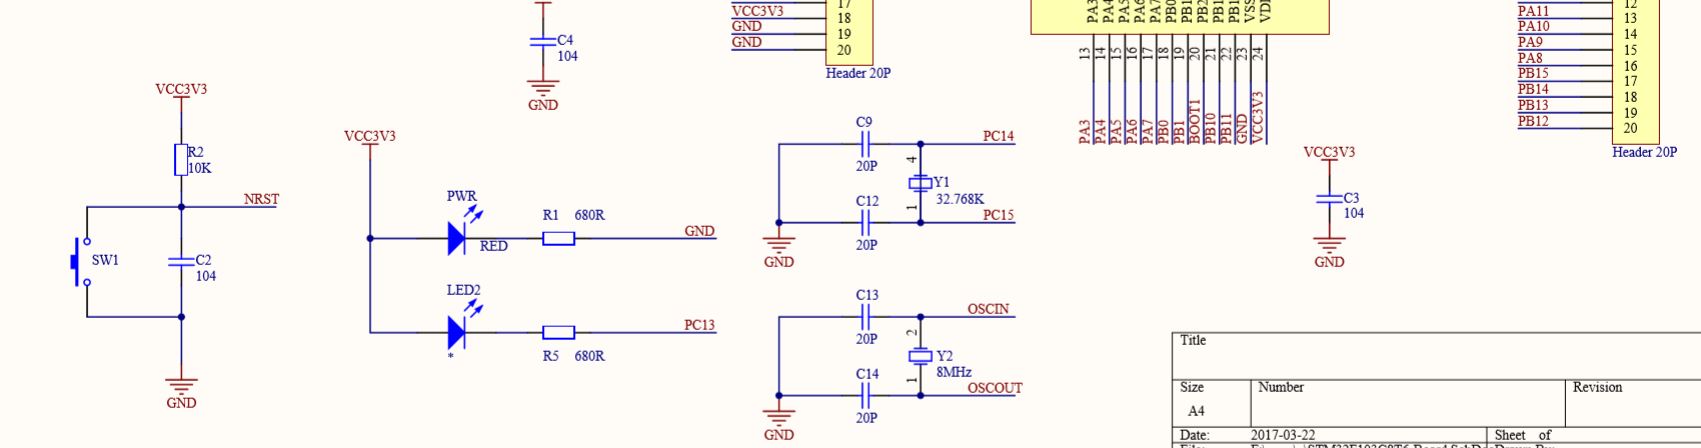 17
VCC3V3
18
GND
19
GND
20
Header 20P
C4
104
GND
PA3
PA4
PA5
PA6
PA7
PB0
PB1
PB2
13
14
15
16
17
18
19
20
21
22
23
24
PA3
PA4
PA5
PA6
PA7
PB0
PB1
BOOT1
PB10
PB11
GND
VCC3V3
12
PA11
13
PA10
14
PA9
15
PA8
16
PB15
17
PB14
18
PB13
19
PB12
20
Header 20P
VCC3V3
R2
10K
NRST
SW1
C2
104
GND
VCC3V3
PWR
RED
R1 680R
GND
LED2
*
R5 680R
PC13
C9
20P
PC14
4
Y1
32.768K
1
C12
20P
PC15
GND
C13
20P
OSCIN
2
Y2
8MHz
1
C14
20P
OSCOUT
GND
VCC3V3
C3
104
GND
Title
Size
Number
Revision
A4
Date: 2017-03-22
Sheet of